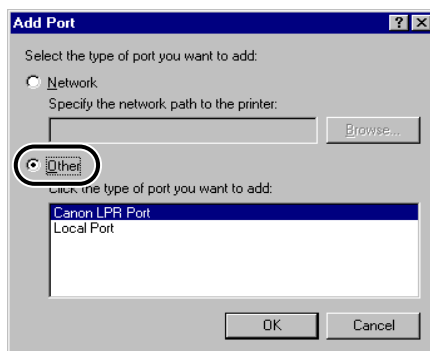 Add Port
Select the type of port you want to add:
Network
Specify the network path to the printer:
Browse...
Other
Click the type of port you want to add:
Canon LPR Port
Local Port
OK
Cancel